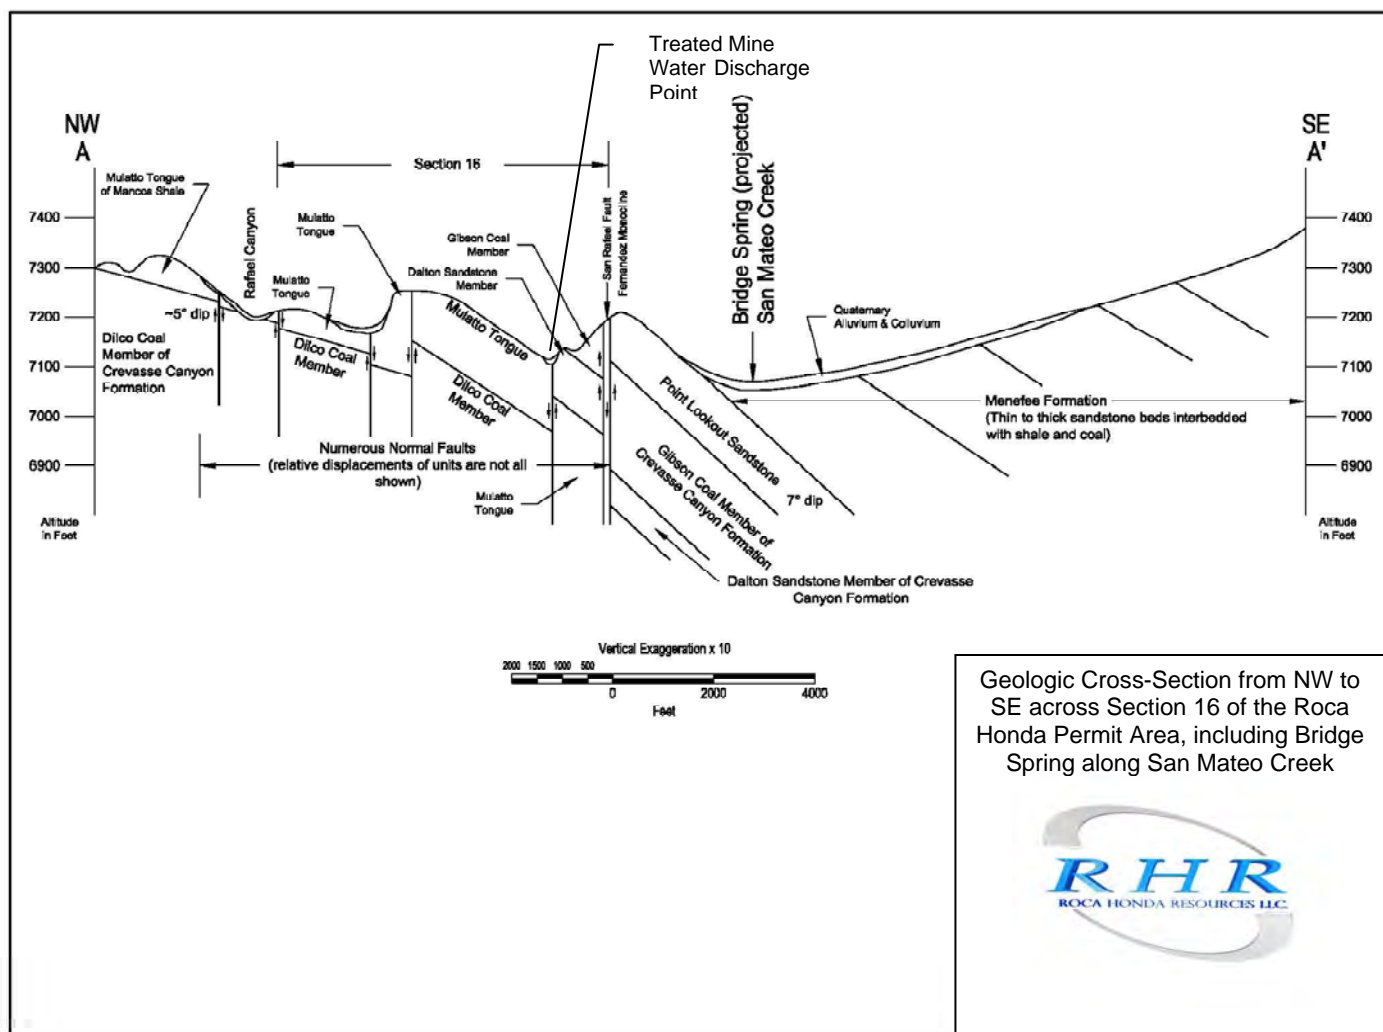 Treated Mine
Water Discharge
Point
NW
A
SE
A'
Section 16
Mulatto Tongue
of Mancos Shale
Rafael Canyon
Mulatto
Tongue
Mulatto
Tongue
Gibson Coal
Member
Dalton Sandstone
Member
San Rafael Fault
Fernandez Monocline
Bridge Spring (projected)
San Mateo Creek
7400
7300
7200
7100
7000
6900
Altitude
in Feet
7400
7300
7200
7100
7000
6900
Altitude
in Feet
~5° dip
Dilco Coal
Member of
Crevasse Canyon
Formation
Dilco Coal
Member
Mulatto Tongue
Dilco Coal
Member
Quaternary
Alluvium & Colluvium
Point Lookout Sandstone
Menefee Formation
(Thin to thick sandstone beds interbedded
with shale and coal)
Numerous Normal Faults
(relative displacements of units are not all
shown)
Mulatto
Tongue
Gibson Coal Member of
Crevasse Canyon Formation
7° dip
Dalton Sandstone Member of Crevasse
Canyon Formation
Vertical Exaggeration x 10
2000 1500 1000 500
0 2000 4000
Feet
Geologic Cross-Section from NW to
SE across Section 16 of the Roca
Honda Permit Area, including Bridge
Spring along San Mateo Creek
RHR
ROCA HONDA RESOURCES LLC.